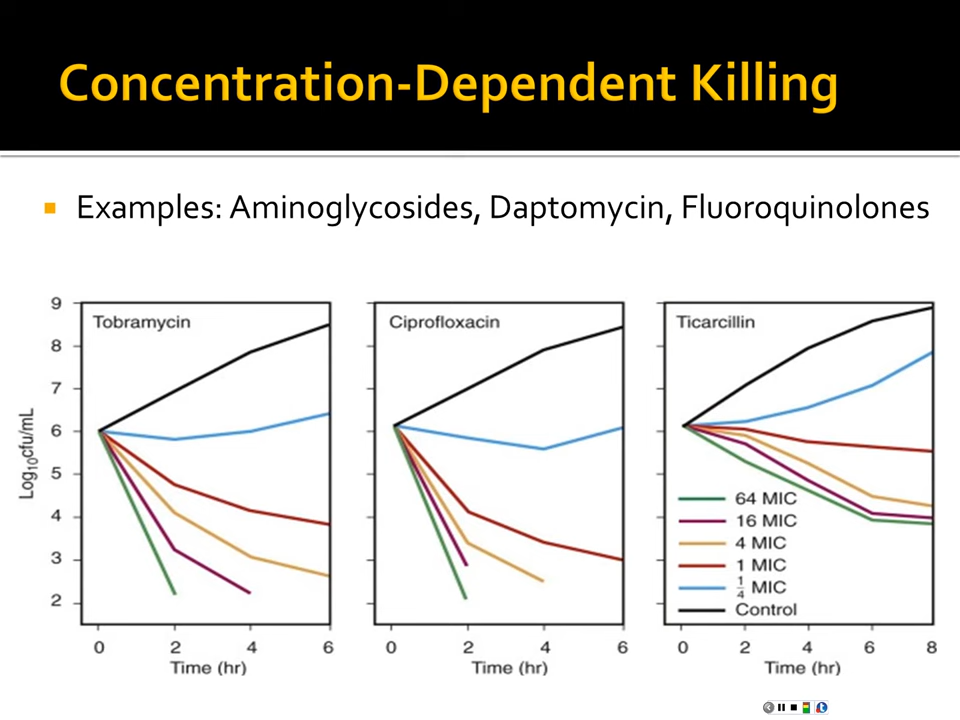 Concentration-Dependent Killing
Examples: Aminoglycosides, Daptomycin, Fluoroquinolones
Log10cfu/mL
9
8
7
6
5
4
3
2
Tobramycin
0 2 4 6
Time (hr)
Ciprofloxacin
0 2 4 6
Time (hr)
Ticarcillin
64 MIC
16 MIC
4 MIC
1 MIC
1/4 MIC
Control
0 2 4 6 8
Time (hr)